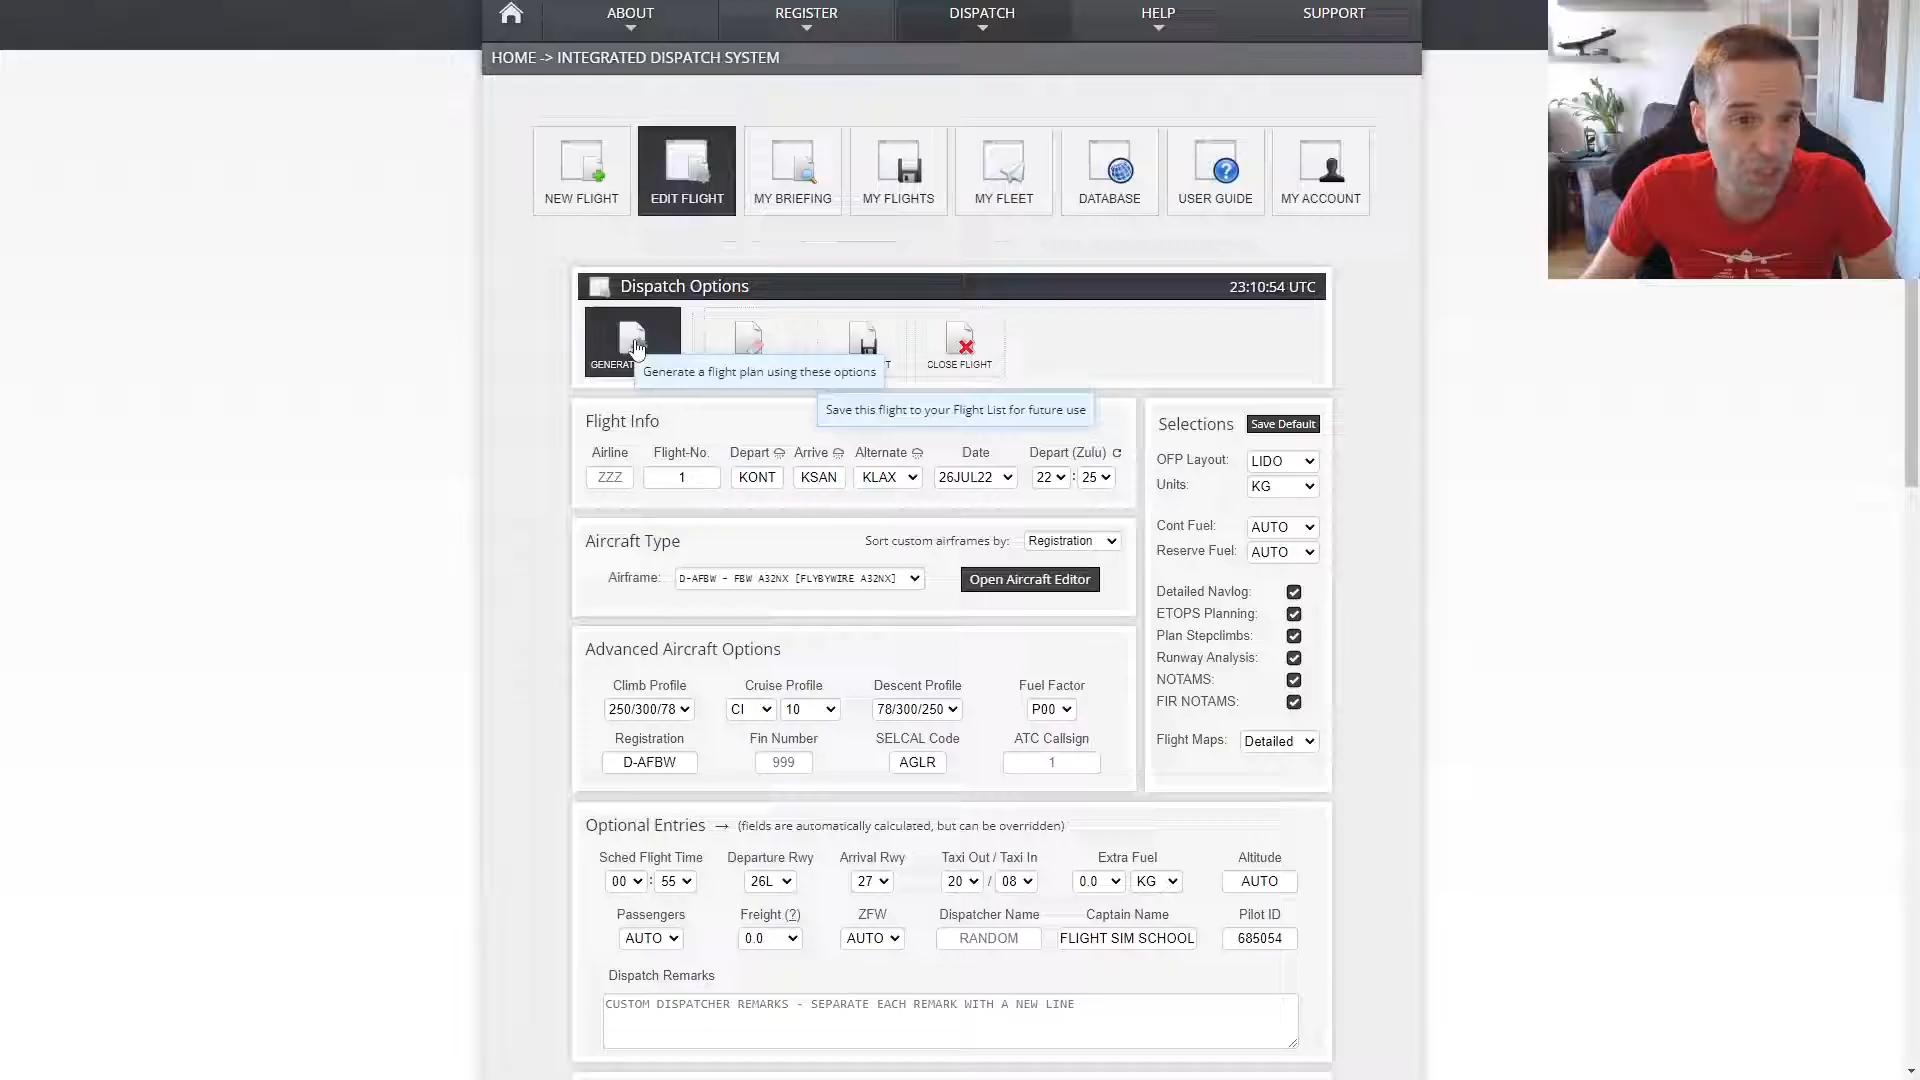 ABOUT
REGISTER
DISPATCH
HELP
SUPPORT
HOME -> INTEGRATED DISPATCH SYSTEM
NEW FLIGHT
EDIT FLIGHT
MY BRIEFING
MY FLIGHTS
MY FLEET
DATABASE
USER GUIDE
MY ACCOUNT
Dispatch Options
23:10:54 UTC
CLOSE FLIGHT
Generate a flight plan using these options
Save this flight to your Flight List for future use
Flight Info
Airline Flight-No. Depart Arrive Alternate Date Depart (Zulu)
ZZZ 1 KONT KSAN KLAX 26JUL22 22 : 25
Selections Save Default
OFP Layout: LIDO
Units: KG
Cont Fuel: AUTO
Reserve Fuel: AUTO
Detailed Navlog:
ETOPS Planning:
Plan Stepclimbs:
Runway Analysis:
NOTAMS:
FIR NOTAMS:
Flight Maps: Detailed
Aircraft Type Sort custom airframes by: Registration
Airframe: D-AFBW - FBW A32NX [FLYBYWIRE A32NX] Open Aircraft Editor
Advanced Aircraft Options
Climb Profile Cruise Profile Descent Profile Fuel Factor
250/300/78 CI 10 78/300/250 P00
Registration Fin Number SELCAL Code ATC Callsign
D-AFBW 999 AGLR 1
Optional Entries → (fields are automatically calculated, but can be overridden)
Sched Flight Time Departure Rwy Arrival Rwy Taxi Out / Taxi In Extra Fuel Altitude
00 : 55 26L 27 20 / 08 0.0 KG AUTO
Passengers Freight (?) ZFW Dispatcher Name Captain Name Pilot ID
AUTO 0.0 AUTO RANDOM FLIGHT SIM SCHOOL 685054
Dispatch Remarks
CUSTOM DISPATCHER REMARKS - SEPARATE EACH REMARK WITH A NEW LINE